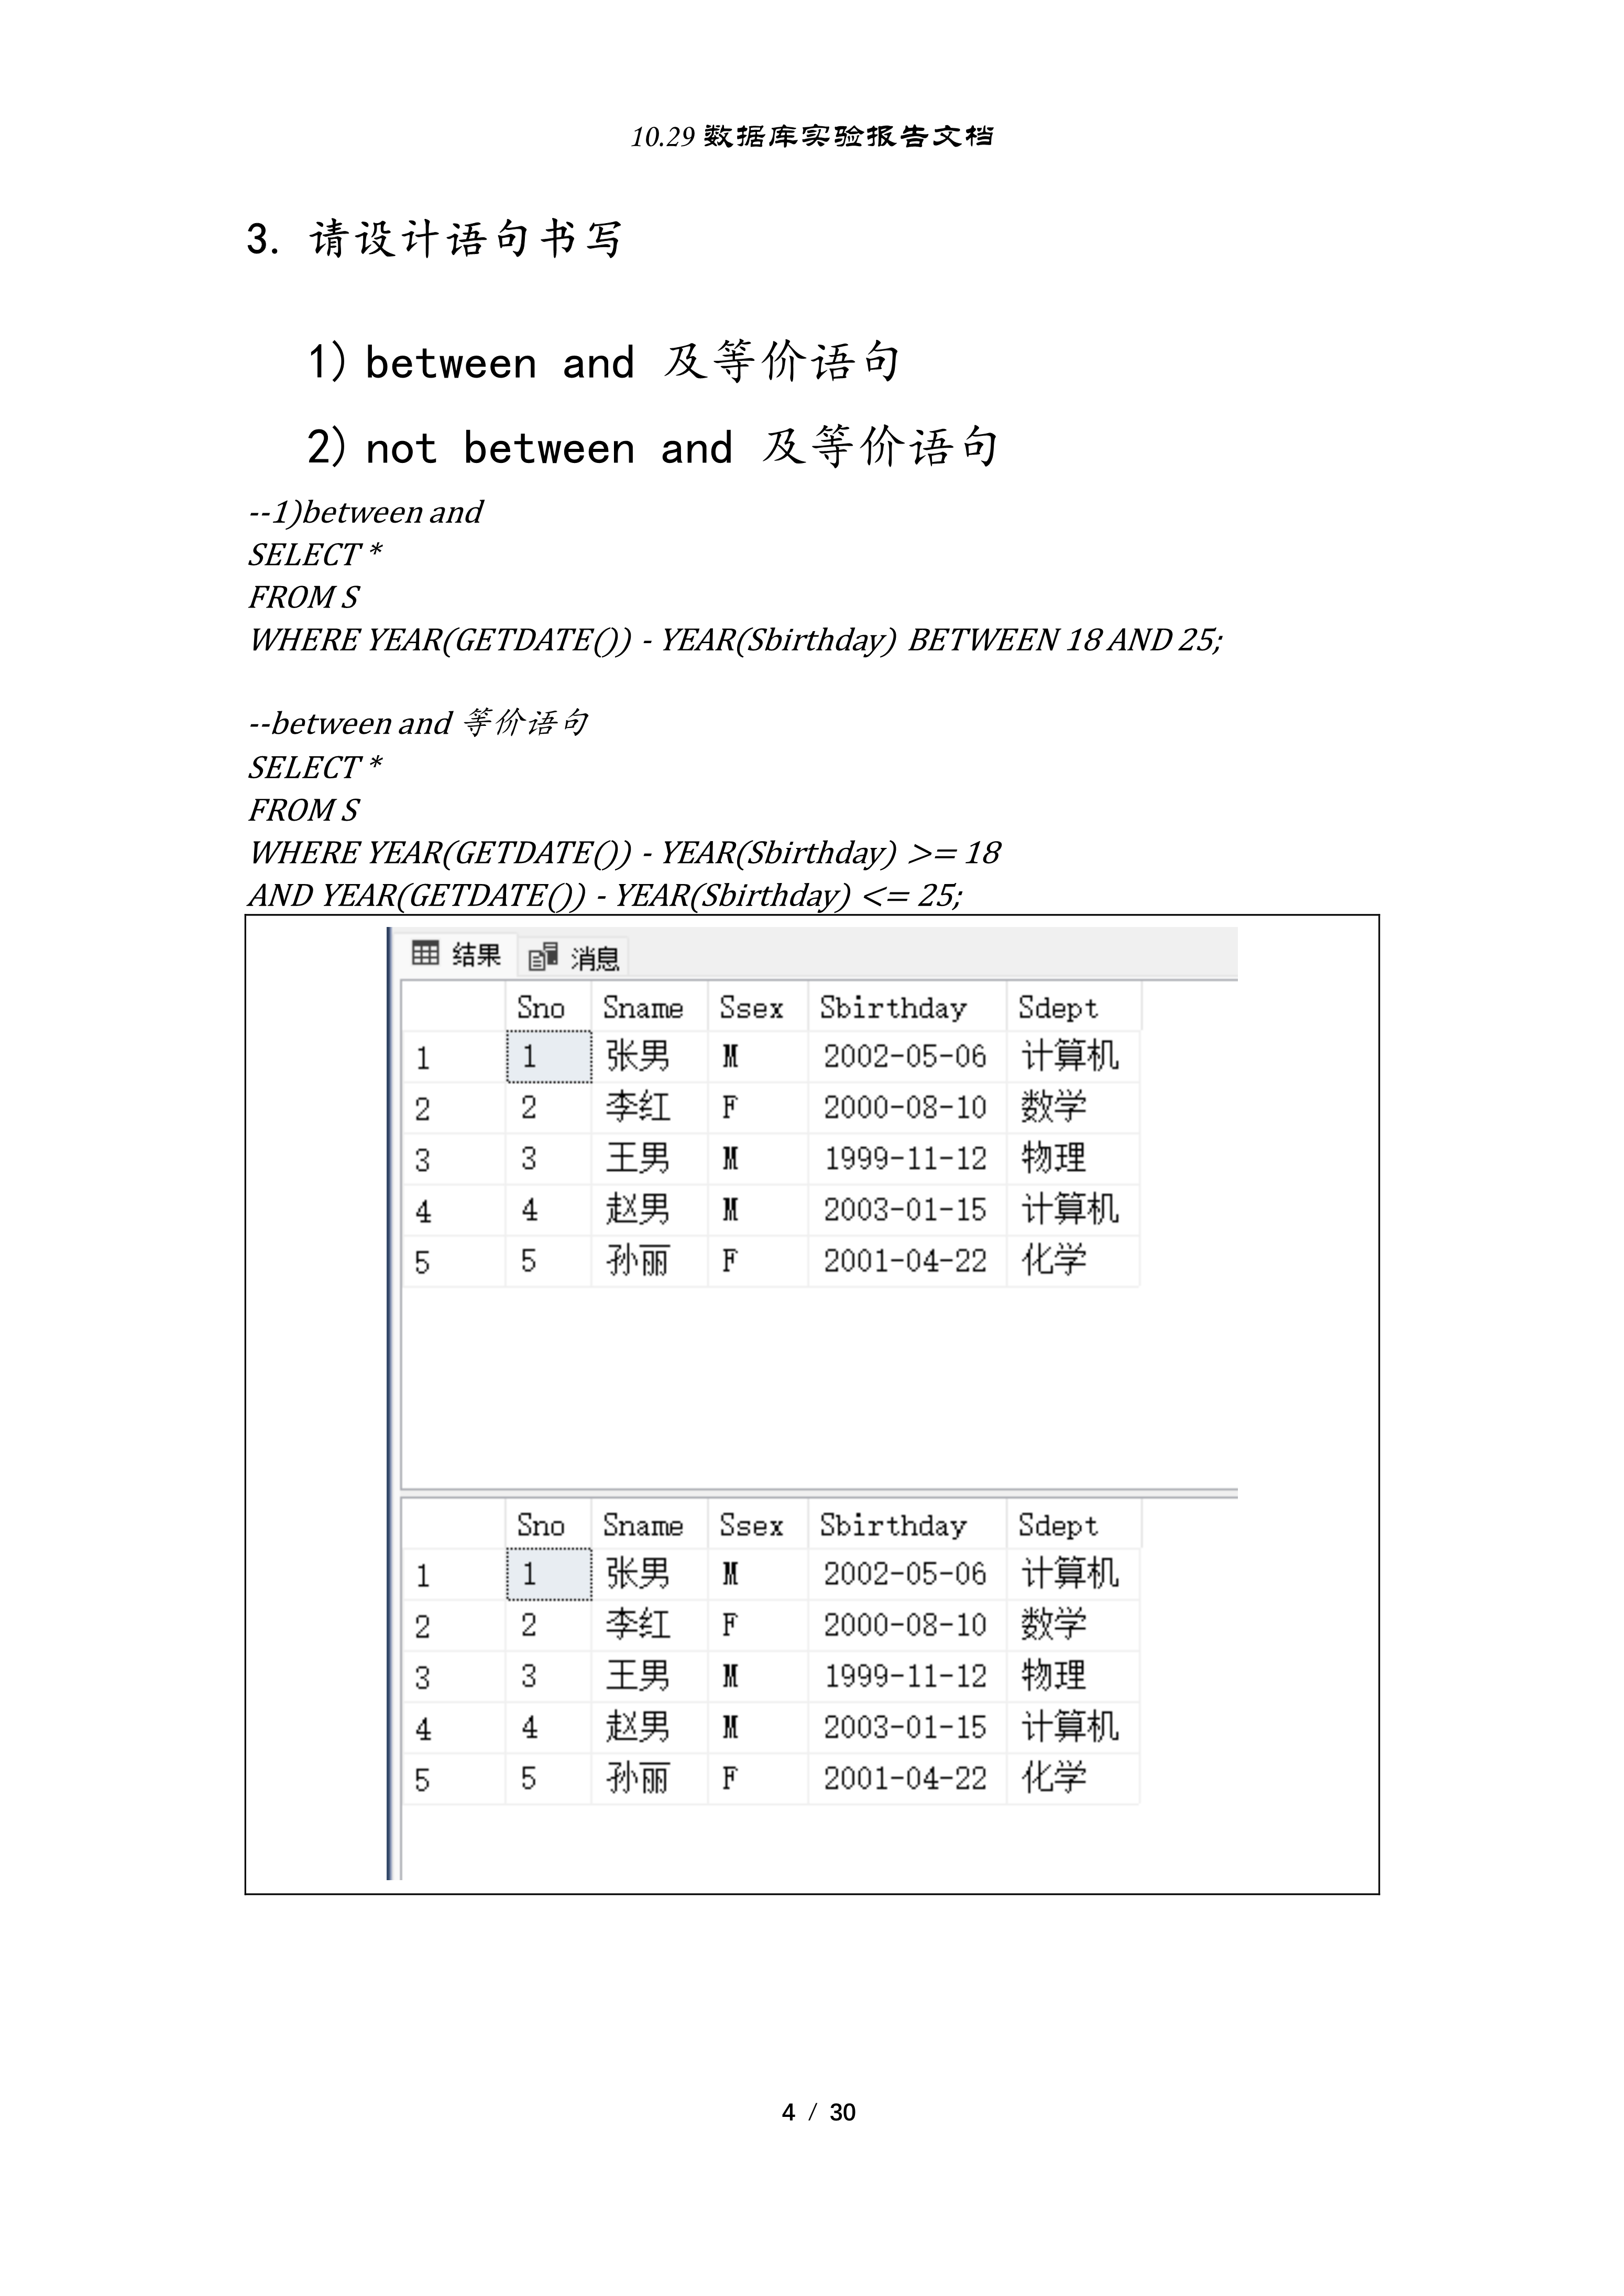 10.29 数据库实验报告文档
3. 请设计语句书写
1) between and 及等价语句
2) not between and 及等价语句
--1)between and
SELECT *
FROM S
WHERE YEAR(GETDATE()) - YEAR(Sbirthday) BETWEEN 18 AND 25;
--between and 等价语句
SELECT *
FROM S
WHERE YEAR(GETDATE()) - YEAR(Sbirthday) >= 18
AND YEAR(GETDATE()) - YEAR(Sbirthday) <= 25;
结果 消息
Sno Sname Ssex Sbirthday Sdept
1 1 张男 M 2002-05-06 计算机
2 2 李红 F 2000-08-10 数学
3 3 王男 M 1999-11-12 物理
4 4 赵男 M 2003-01-15 计算机
5 5 孙丽 F 2001-04-22 化学
Sno Sname Ssex Sbirthday Sdept
1 1 张男 M 2002-05-06 计算机
2 2 李红 F 2000-08-10 数学
3 3 王男 M 1999-11-12 物理
4 4 赵男 M 2003-01-15 计算机
5 5 孙丽 F 2001-04-22 化学
4 / 30